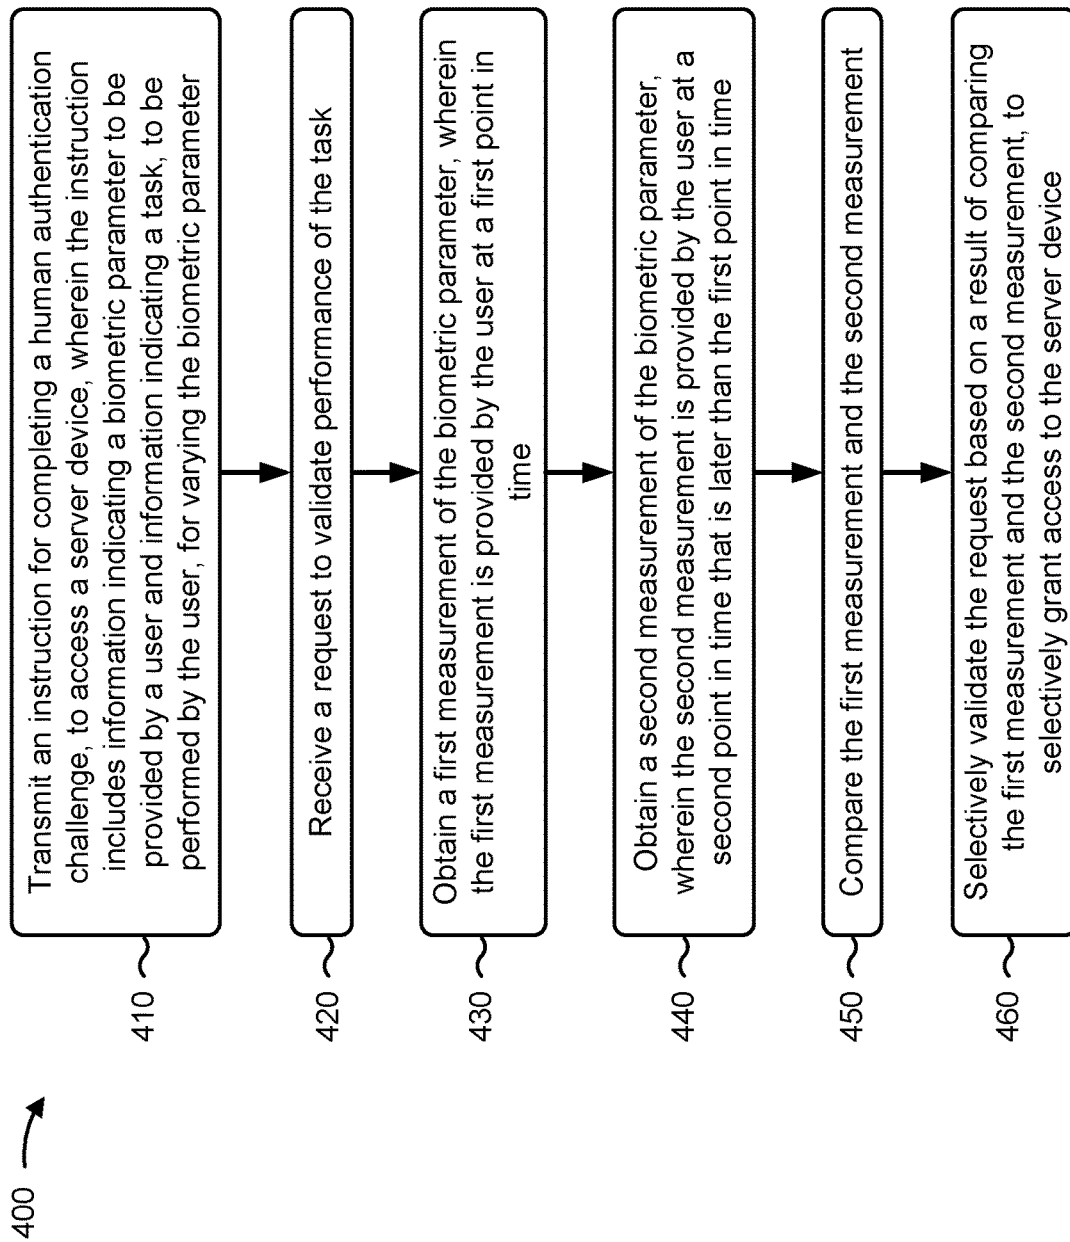 400
410
Transmit an instruction for completing a human authentication
challenge, to access a server device, wherein the instruction
includes information indicating a biometric parameter to be
provided by a user and information indicating a task, to be
performed by the user, for varying the biometric parameter
420
Receive a request to validate performance of the task
430
Obtain a first measurement of the biometric parameter, wherein
the first measurement is provided by the user at a first point in
time
440
Obtain a second measurement of the biometric parameter,
wherein the second measurement is provided by the user at a
second point in time that is later than the first point in time
450
Compare the first measurement and the second measurement
460
Selectively validate the request based on a result of comparing
the first measurement and the second measurement, to
selectively grant access to the server device